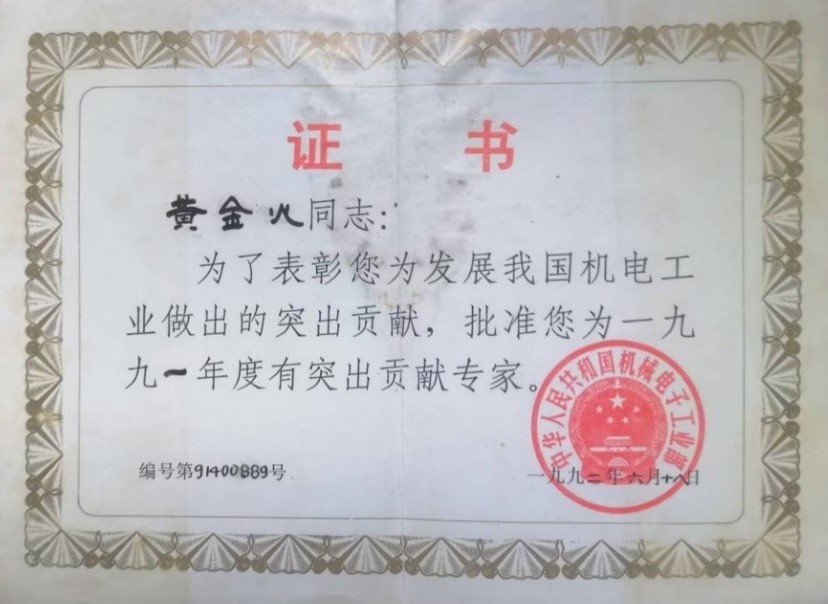 证 书
黄金火同志:
为了表彰您为发展我国机电工
业做出的突出贡献，批准您为一九
九一年度有突出贡献专家。
中华人民共和国机械电子工业部
编号第91400889号
一九九二年六月十八日